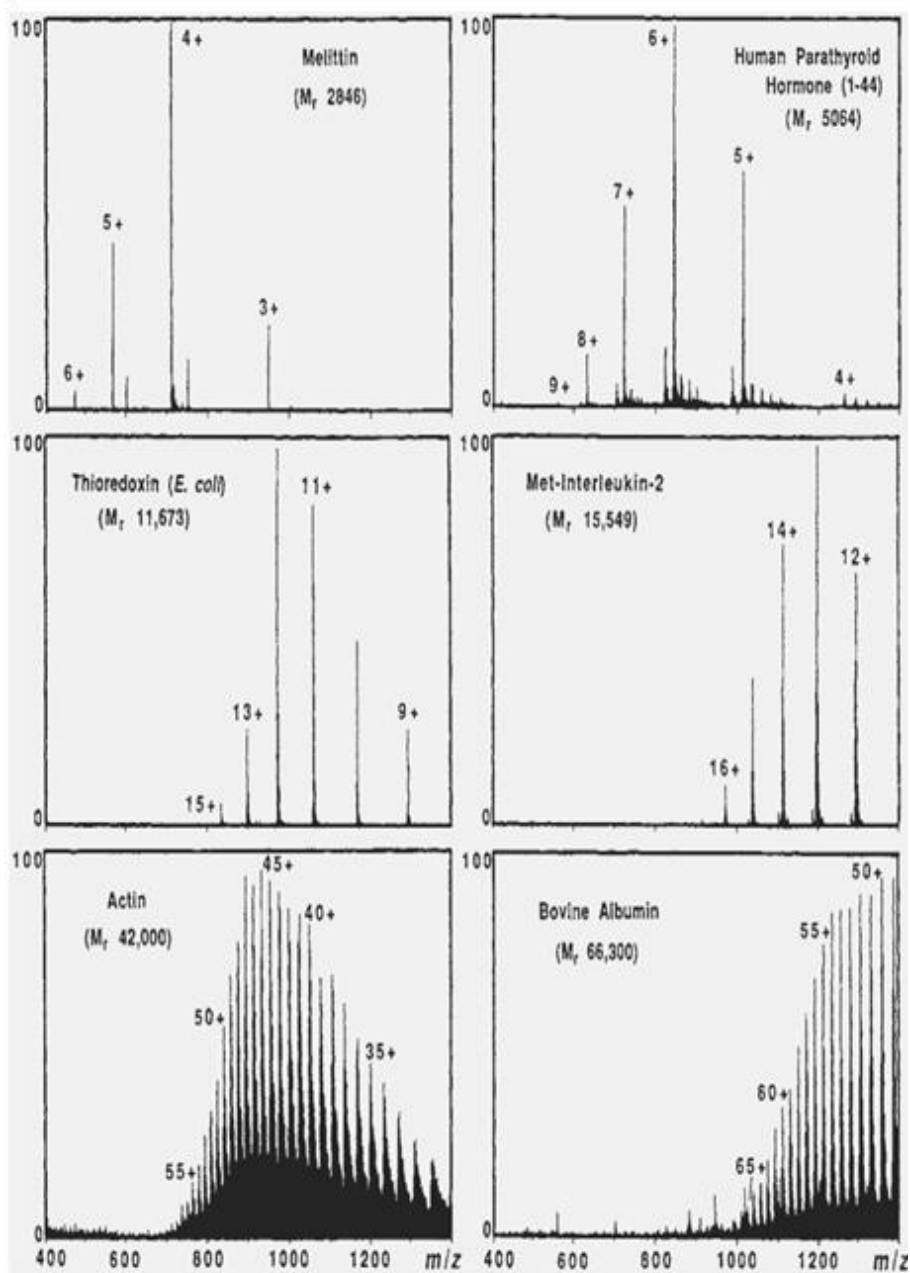 100
4+
Melittin
(Mr 2846)
5+
3+
6+
0
6+
Human Parathyroid
Hormone (1-44)
(Mr 5064)
5+
7+
8+
9+
4+
0
100
Thioredoxin (E. coli)
(Mr 11,673)
11+
13+
9+
15+
0
100
Met-Interleukin-2
(Mr 15,549)
14+
12+
16+
0
100
45+
Actin
(Mr 42,000)
40+
50+
35+
55+
0
400 600 800 1000 1200 m/z
100
50+
Bovine Albumin
(Mr 66,300)
55+
60+
65+
0
400 600 800 1000 1200 m/z
100